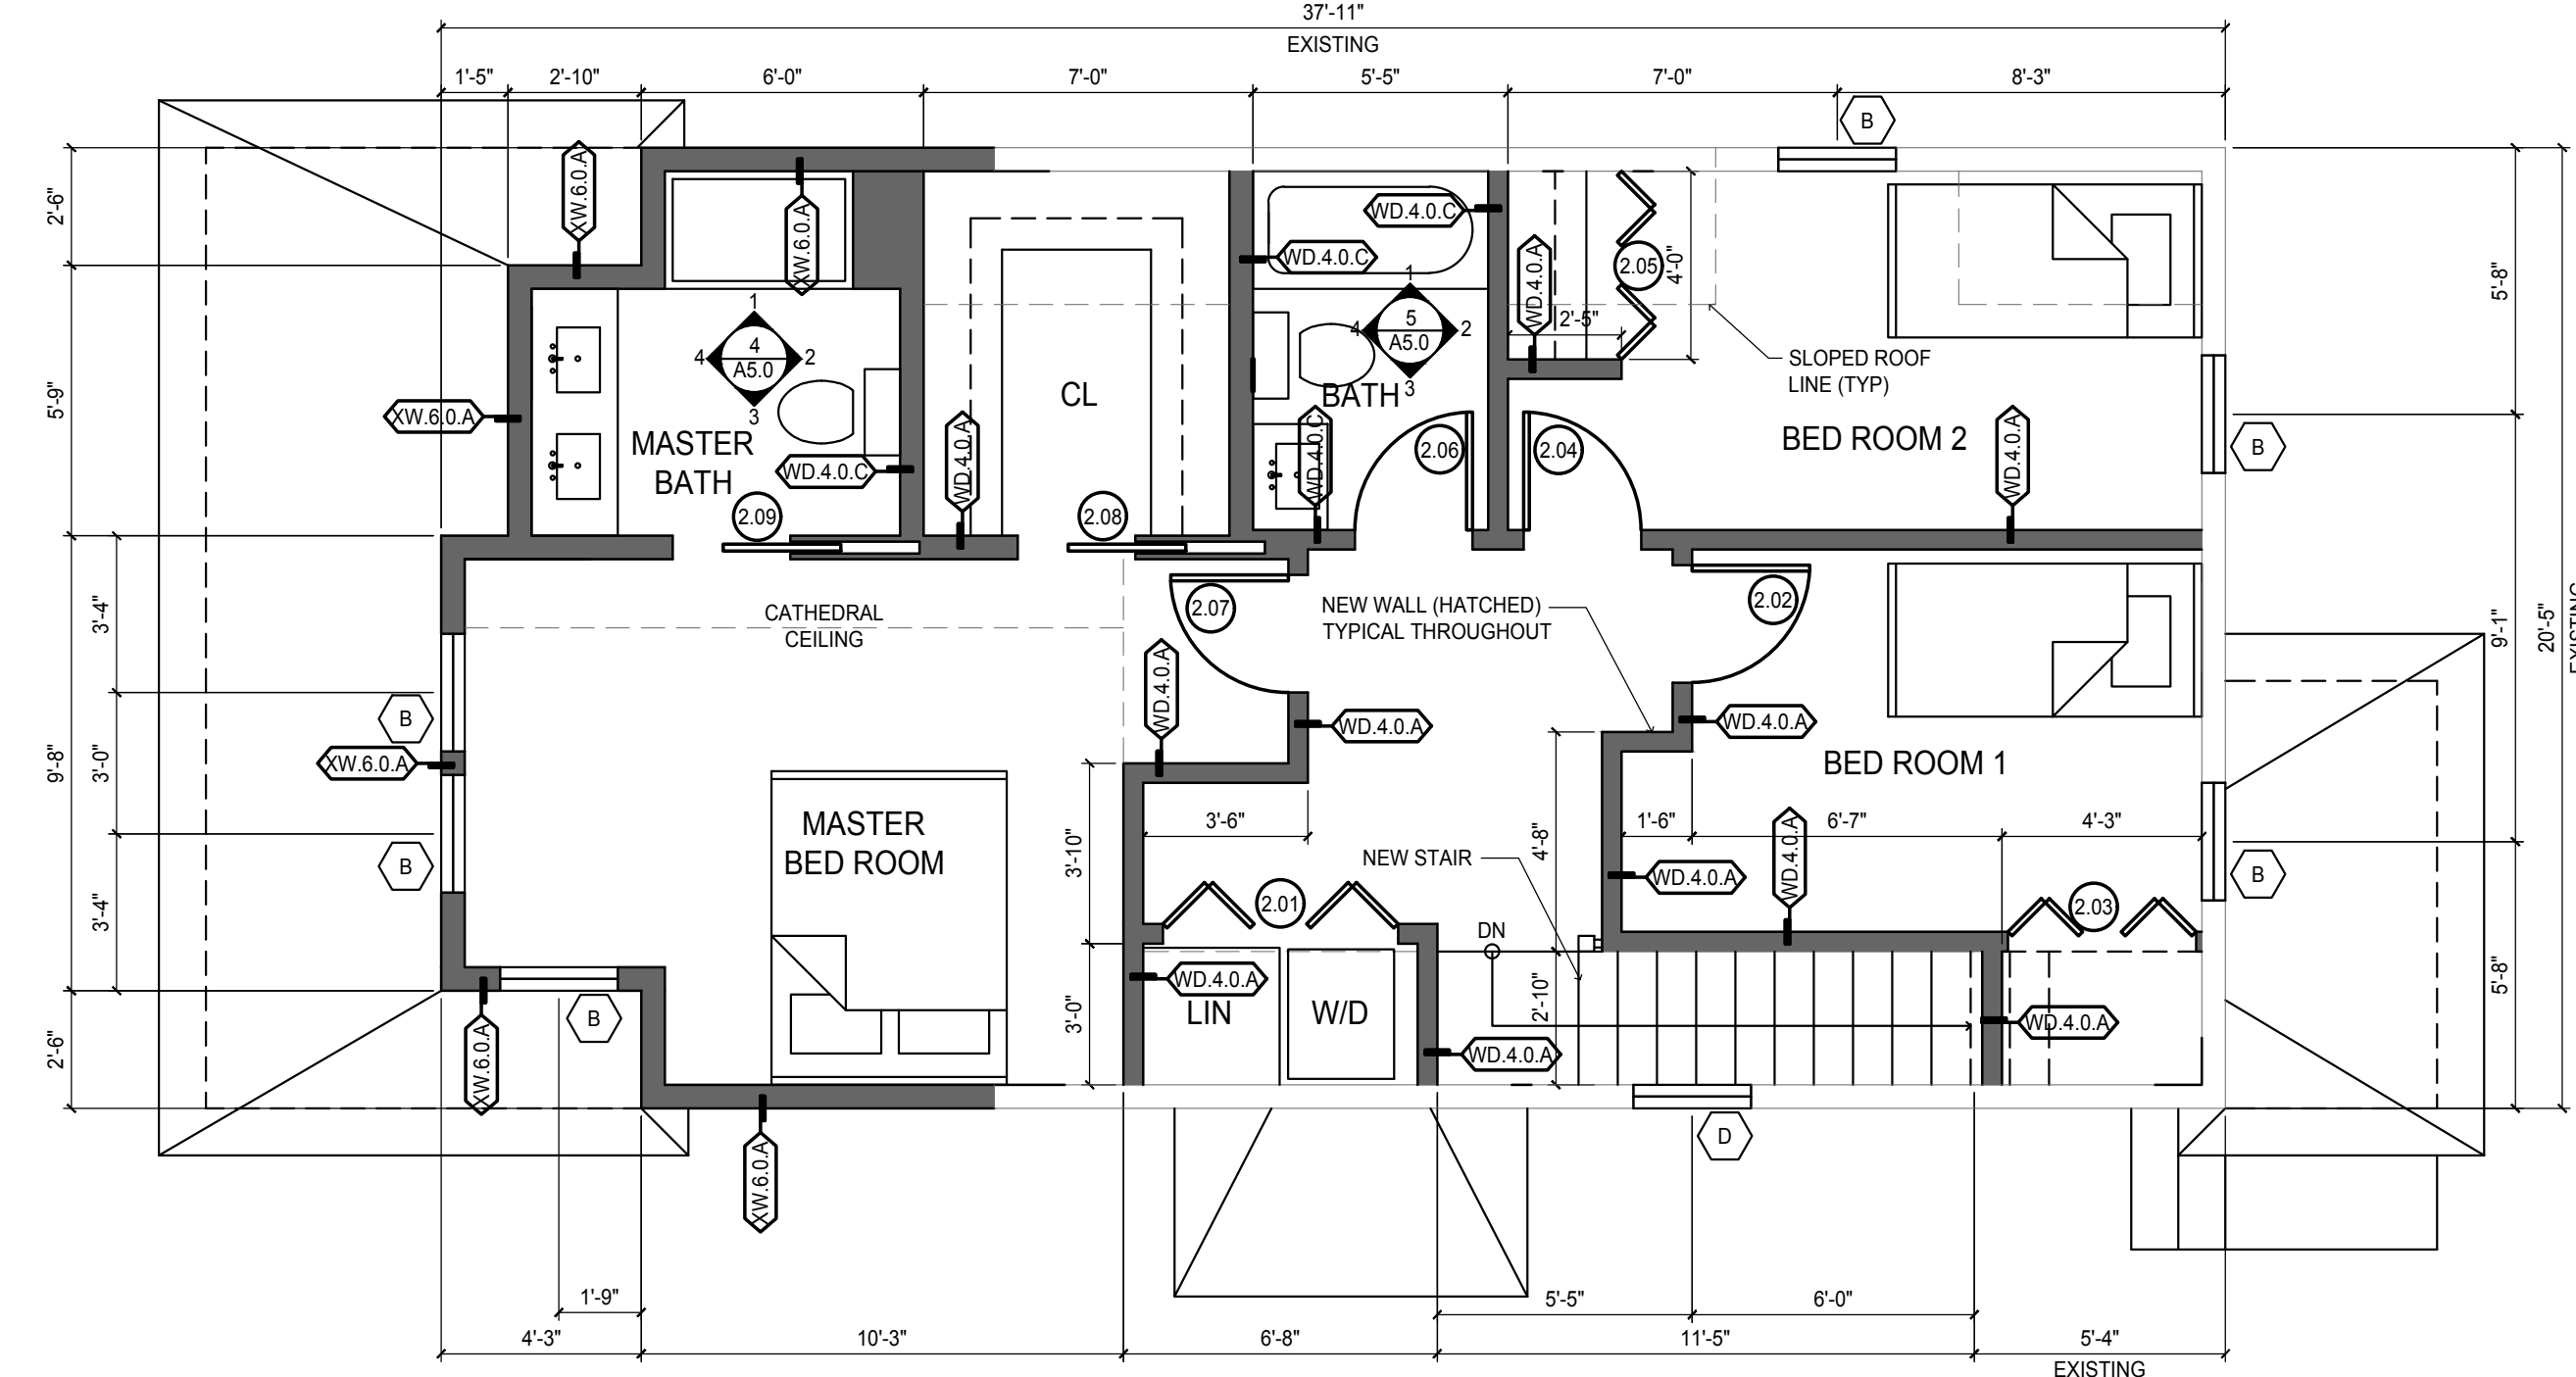 37'-11"
EXISTING
1'-5"
2'-10"
6'-0"
7'-0"
5'-5"
7'-0"
8'-3"
B
XW.6.0.A
XW.6.0.A
WD.4.0.C
WD.4.0.C
WD.4.0.A
2.05
4'-0"
2'-5"
2'-6"
5'-8"
1
4
4
A5.0
2
3
1
4
5
A5.0
2
3
SLOPED ROOF
LINE (TYP)
5'-9"
XW.6.0.A
MASTER
BATH
WD.4.0.C
WD.4.0.A
CL
BATH
WD.4.0.C
2.06
2.04
BED ROOM 2
WD.4.0.A
B
2.09
2.08
3'-4"
CATHEDRAL
CEILING
2.07
NEW WALL (HATCHED)
TYPICAL THROUGHOUT
2.02
9'-1"
20'-5"
EXISTING
B
WD.4.0.A
WD.4.0.A
WD.4.0.A
9'-8"
3'-0"
XW.6.0.A
BED ROOM 1
MASTER
BED ROOM
3'-6"
1'-6"
6'-7"
4'-3"
3'-10"
4'-8"
NEW STAIR
B
WD.4.0.A
WD.4.0.A
B
3'-4"
2.01
2.03
DN
WD.4.0.A
5'-8"
2'-6"
B
XW.6.0.A
3'-0"
LIN
W/D
2'-10"
WD.4.0.A
WD.4.0.A
XW.6.0.A
D
1'-9"
5'-5"
6'-0"
4'-3"
10'-3"
6'-8"
11'-5"
5'-4"
EXISTING